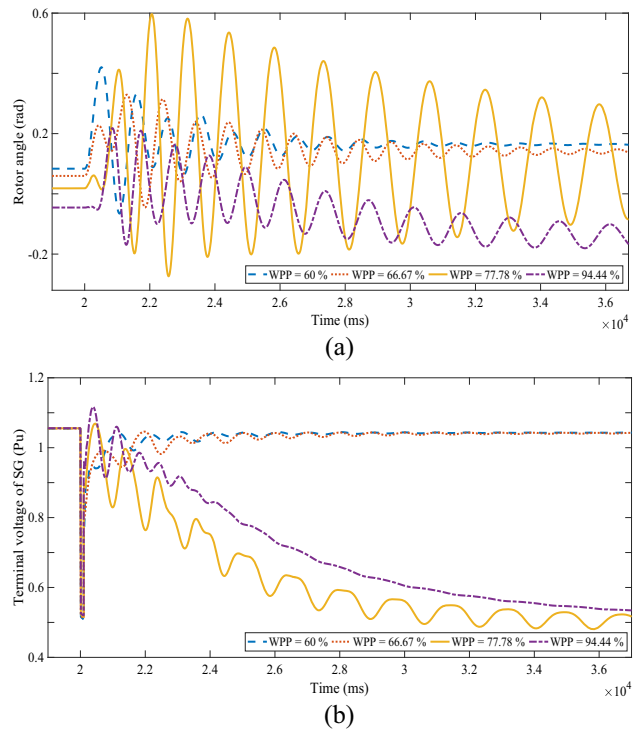 0.6
0.2
-0.2
Rotor angle (rad)
2 2.2 2.4 2.6 2.8 3 3.2 3.4 3.6
WPP = 60 % WPP = 66.67 % WPP = 77.78 % WPP = 94.44 %
Time (ms)
×10⁴
(a)
1.2
1
0.8
0.6
0.4
Terminal voltage of SG (Pu)
WPP = 60 % WPP = 66.67 % WPP = 77.78 % WPP = 94.44 %
2 2.2 2.4 2.6 2.8 3 3.2 3.4 3.6
Time (ms)
×10⁴
(b)